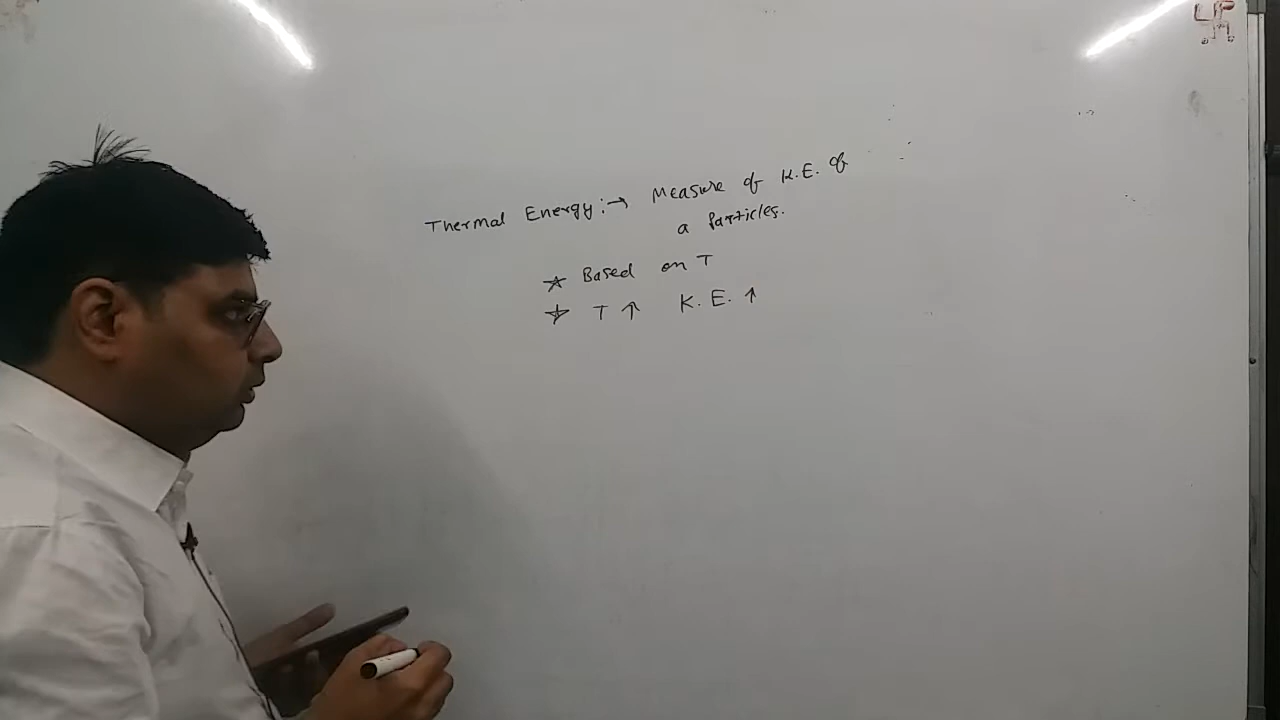 Thermal Energy:→ Measure of K.E. of
a Particles.
☆ Based on T
☆ T ↑ K.E. ↑